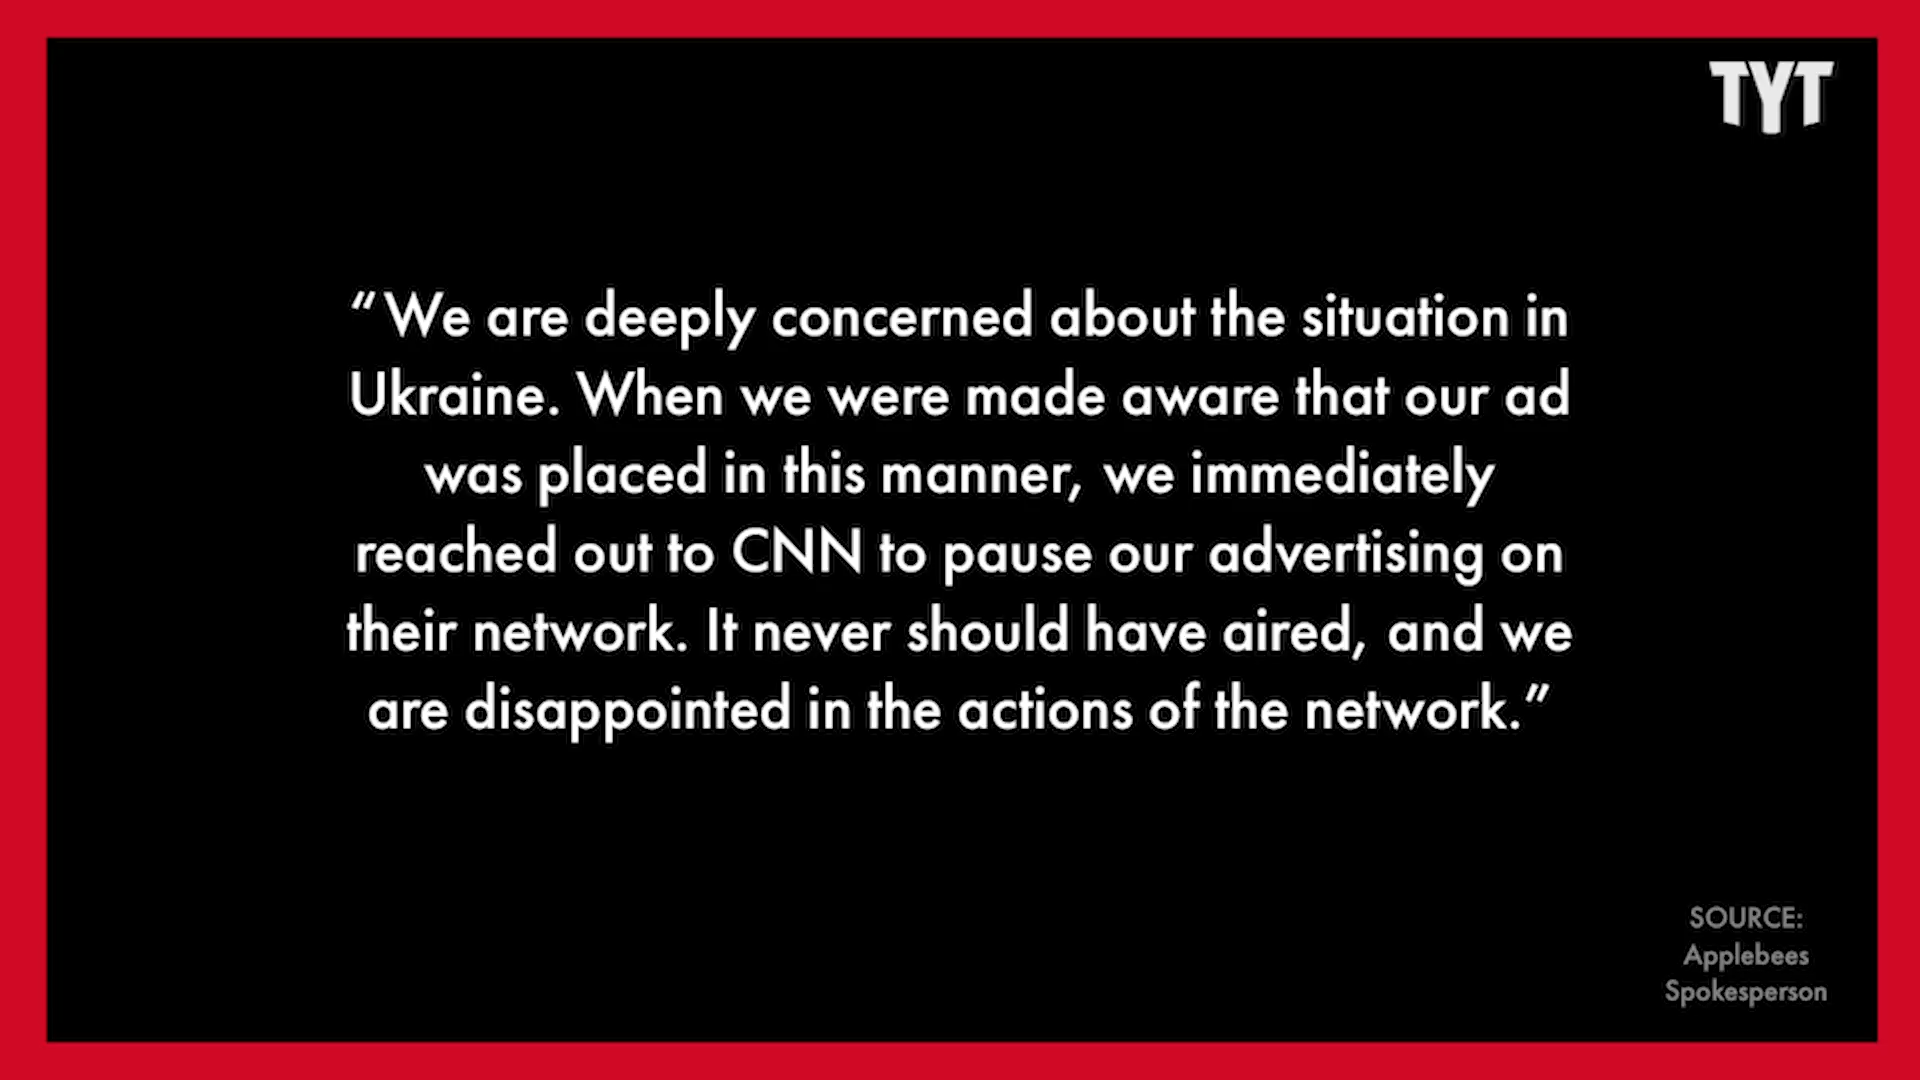 TYT
“We are deeply concerned about the situation in
Ukraine. When we were made aware that our ad
was placed in this manner, we immediately
reached out to CNN to pause our advertising on
their network. It never should have aired, and we
are disappointed in the actions of the network.”
SOURCE:
Applebees
Spokesperson